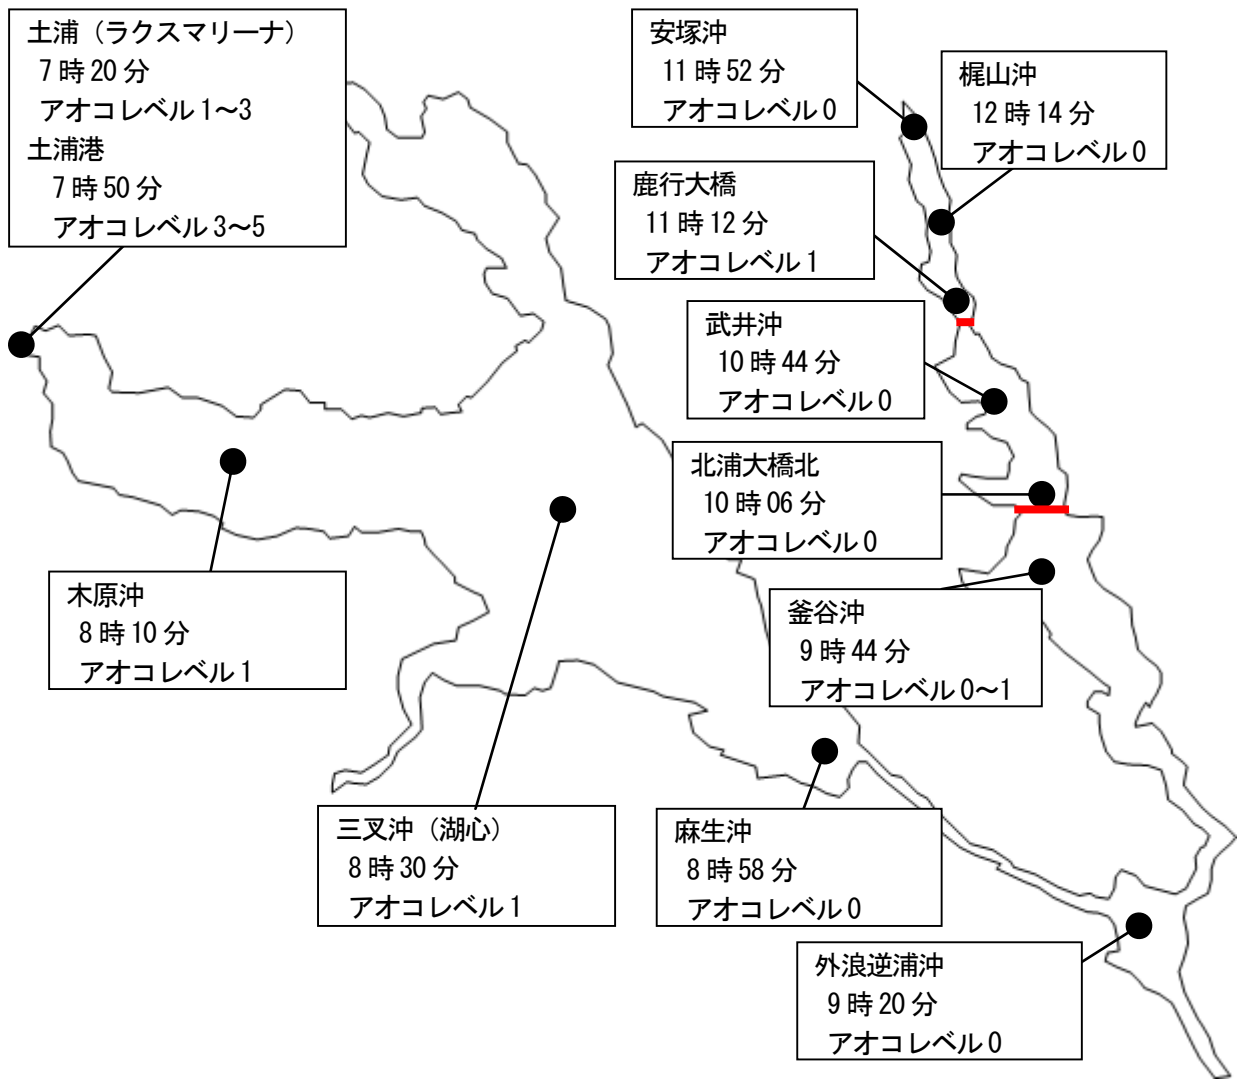 土浦（ラクスマリーナ）
7時20分
アオコレベル1～3
土浦港
7時50分
アオコレベル3～5
安塚沖
11時52分
アオコレベル0
梶山沖
12時14分
アオコレベル0
鹿行大橋
11時12分
アオコレベル1
武井沖
10時44分
アオコレベル0
北浦大橋北
10時06分
アオコレベル0
木原沖
8時10分
アオコレベル1
釜谷沖
9時44分
アオコレベル0～1
三叉沖（湖心）
8時30分
アオコレベル1
麻生沖
8時58分
アオコレベル0
外浪逆浦沖
9時20分
アオコレベル0